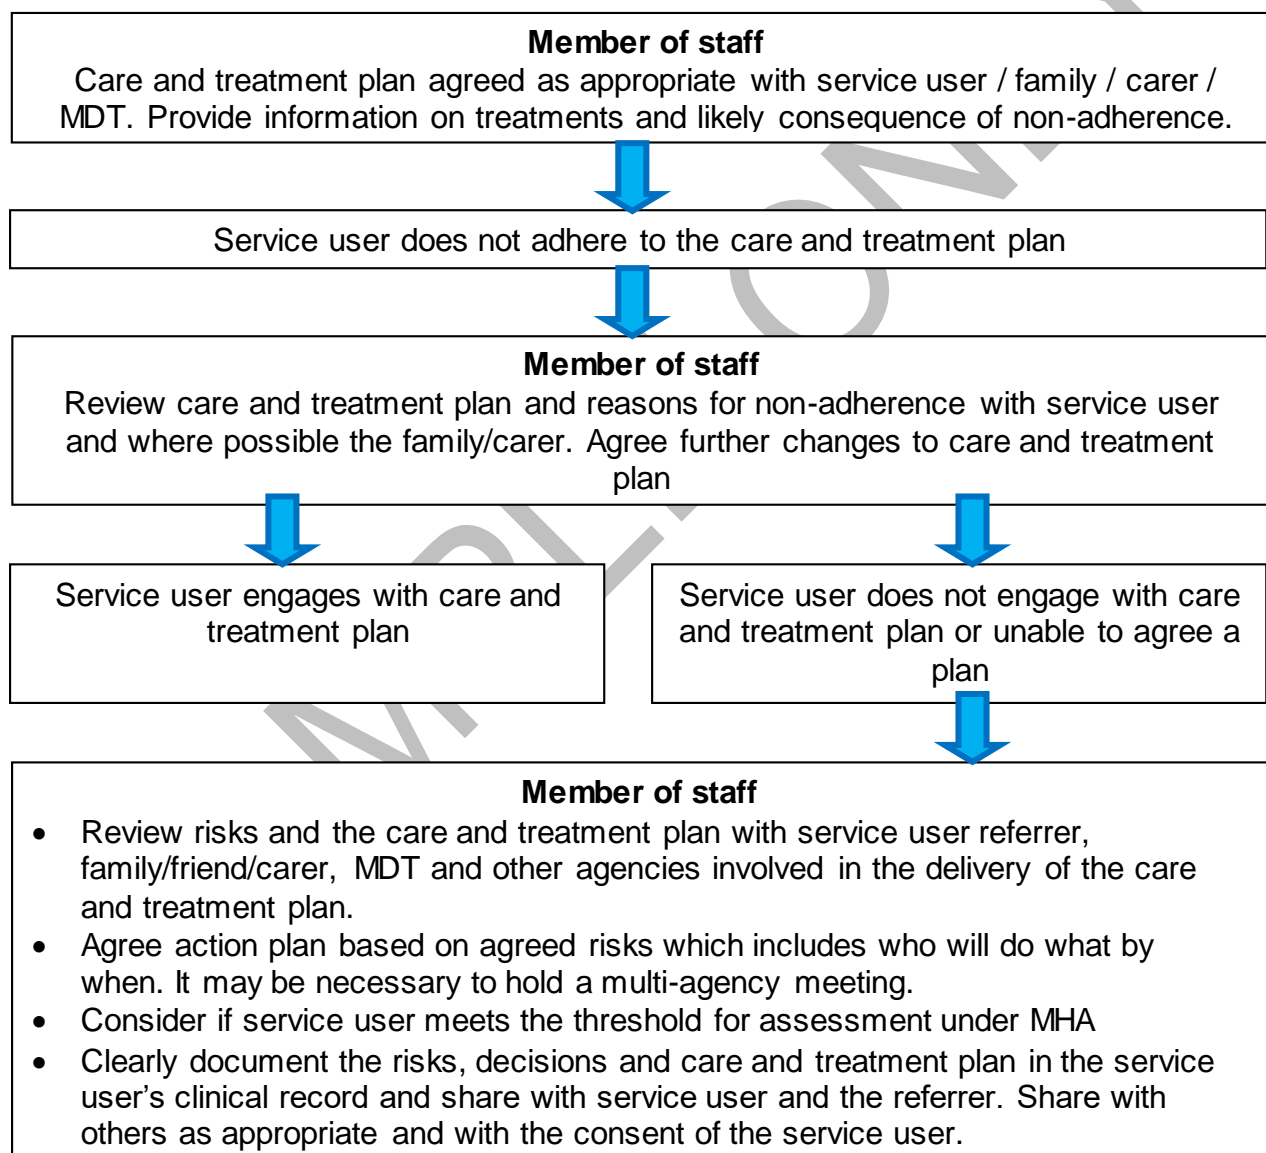 Member of staff
Care and treatment plan agreed as appropriate with service user / family / carer /
MDT. Provide information on treatments and likely consequence of non-adherence.
Service user does not adhere to the care and treatment plan
Member of staff
Review care and treatment plan and reasons for non-adherence with service user
and where possible the family/carer. Agree further changes to care and treatment
plan
Service user engages with care and
treatment plan
Service user does not engage with care
and treatment plan or unable to agree a
plan
Member of staff
• Review risks and the care and treatment plan with service user referrer,
family/friend/carer, MDT and other agencies involved in the delivery of the care
and treatment plan.
• Agree action plan based on agreed risks which includes who will do what by
when. It may be necessary to hold a multi-agency meeting.
• Consider if service user meets the threshold for assessment under MHA
• Clearly document the risks, decisions and care and treatment plan in the service
user’s clinical record and share with service user and the referrer. Share with
others as appropriate and with the consent of the service user.